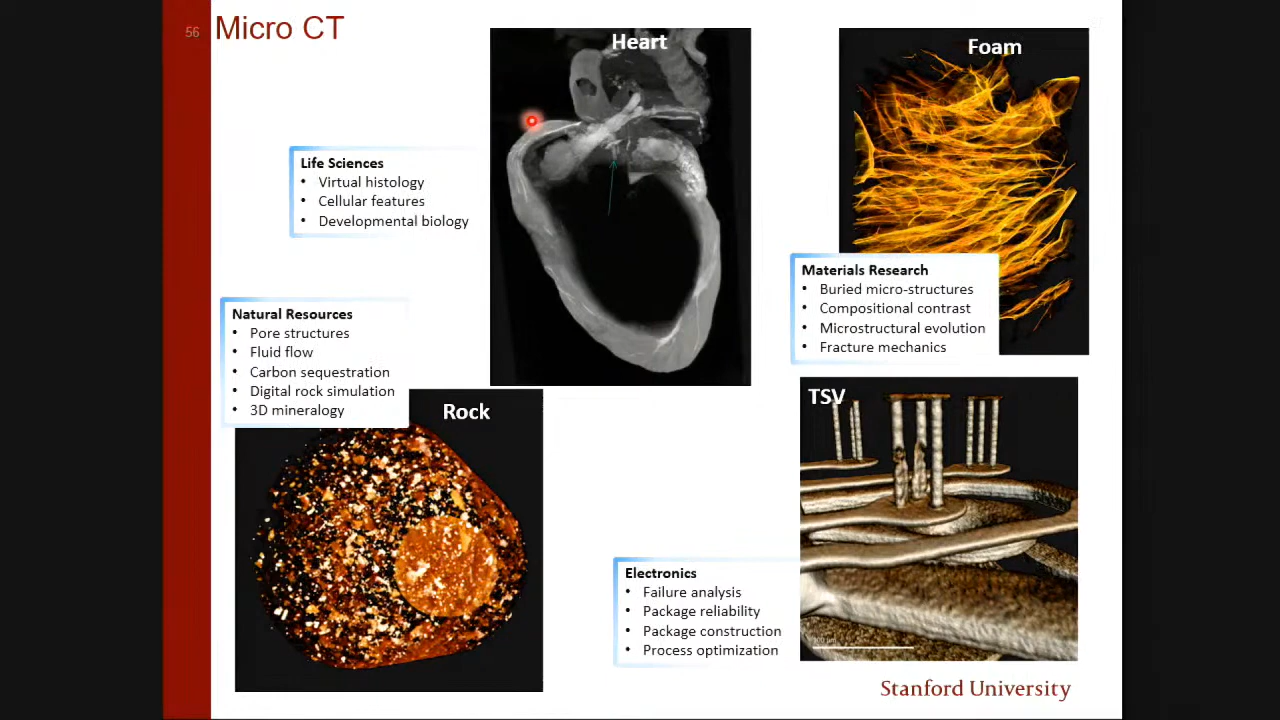 56
Micro CT
Heart
Foam
Life Sciences
• Virtual histology
• Cellular features
• Developmental biology
Materials Research
• Buried micro-structures
• Compositional contrast
• Microstructural evolution
• Fracture mechanics
Natural Resources
• Pore structures
• Fluid flow
• Carbon sequestration
• Digital rock simulation
• 3D mineralogy
Rock
TSV
Electronics
• Failure analysis
• Package reliability
• Package construction
• Process optimization
Stanford University